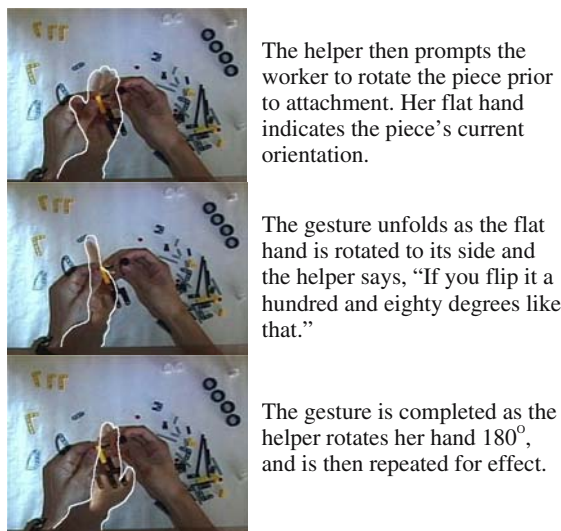 The helper then prompts the
worker to rotate the piece prior
to attachment. Her flat hand
indicates the piece's current
orientation.
The gesture unfolds as the flat
hand is rotated to its side and
the helper says, “If you flip it a
hundred and eighty degrees like
that.”
The gesture is completed as the
helper rotates her hand 180°,
and is then repeated for effect.